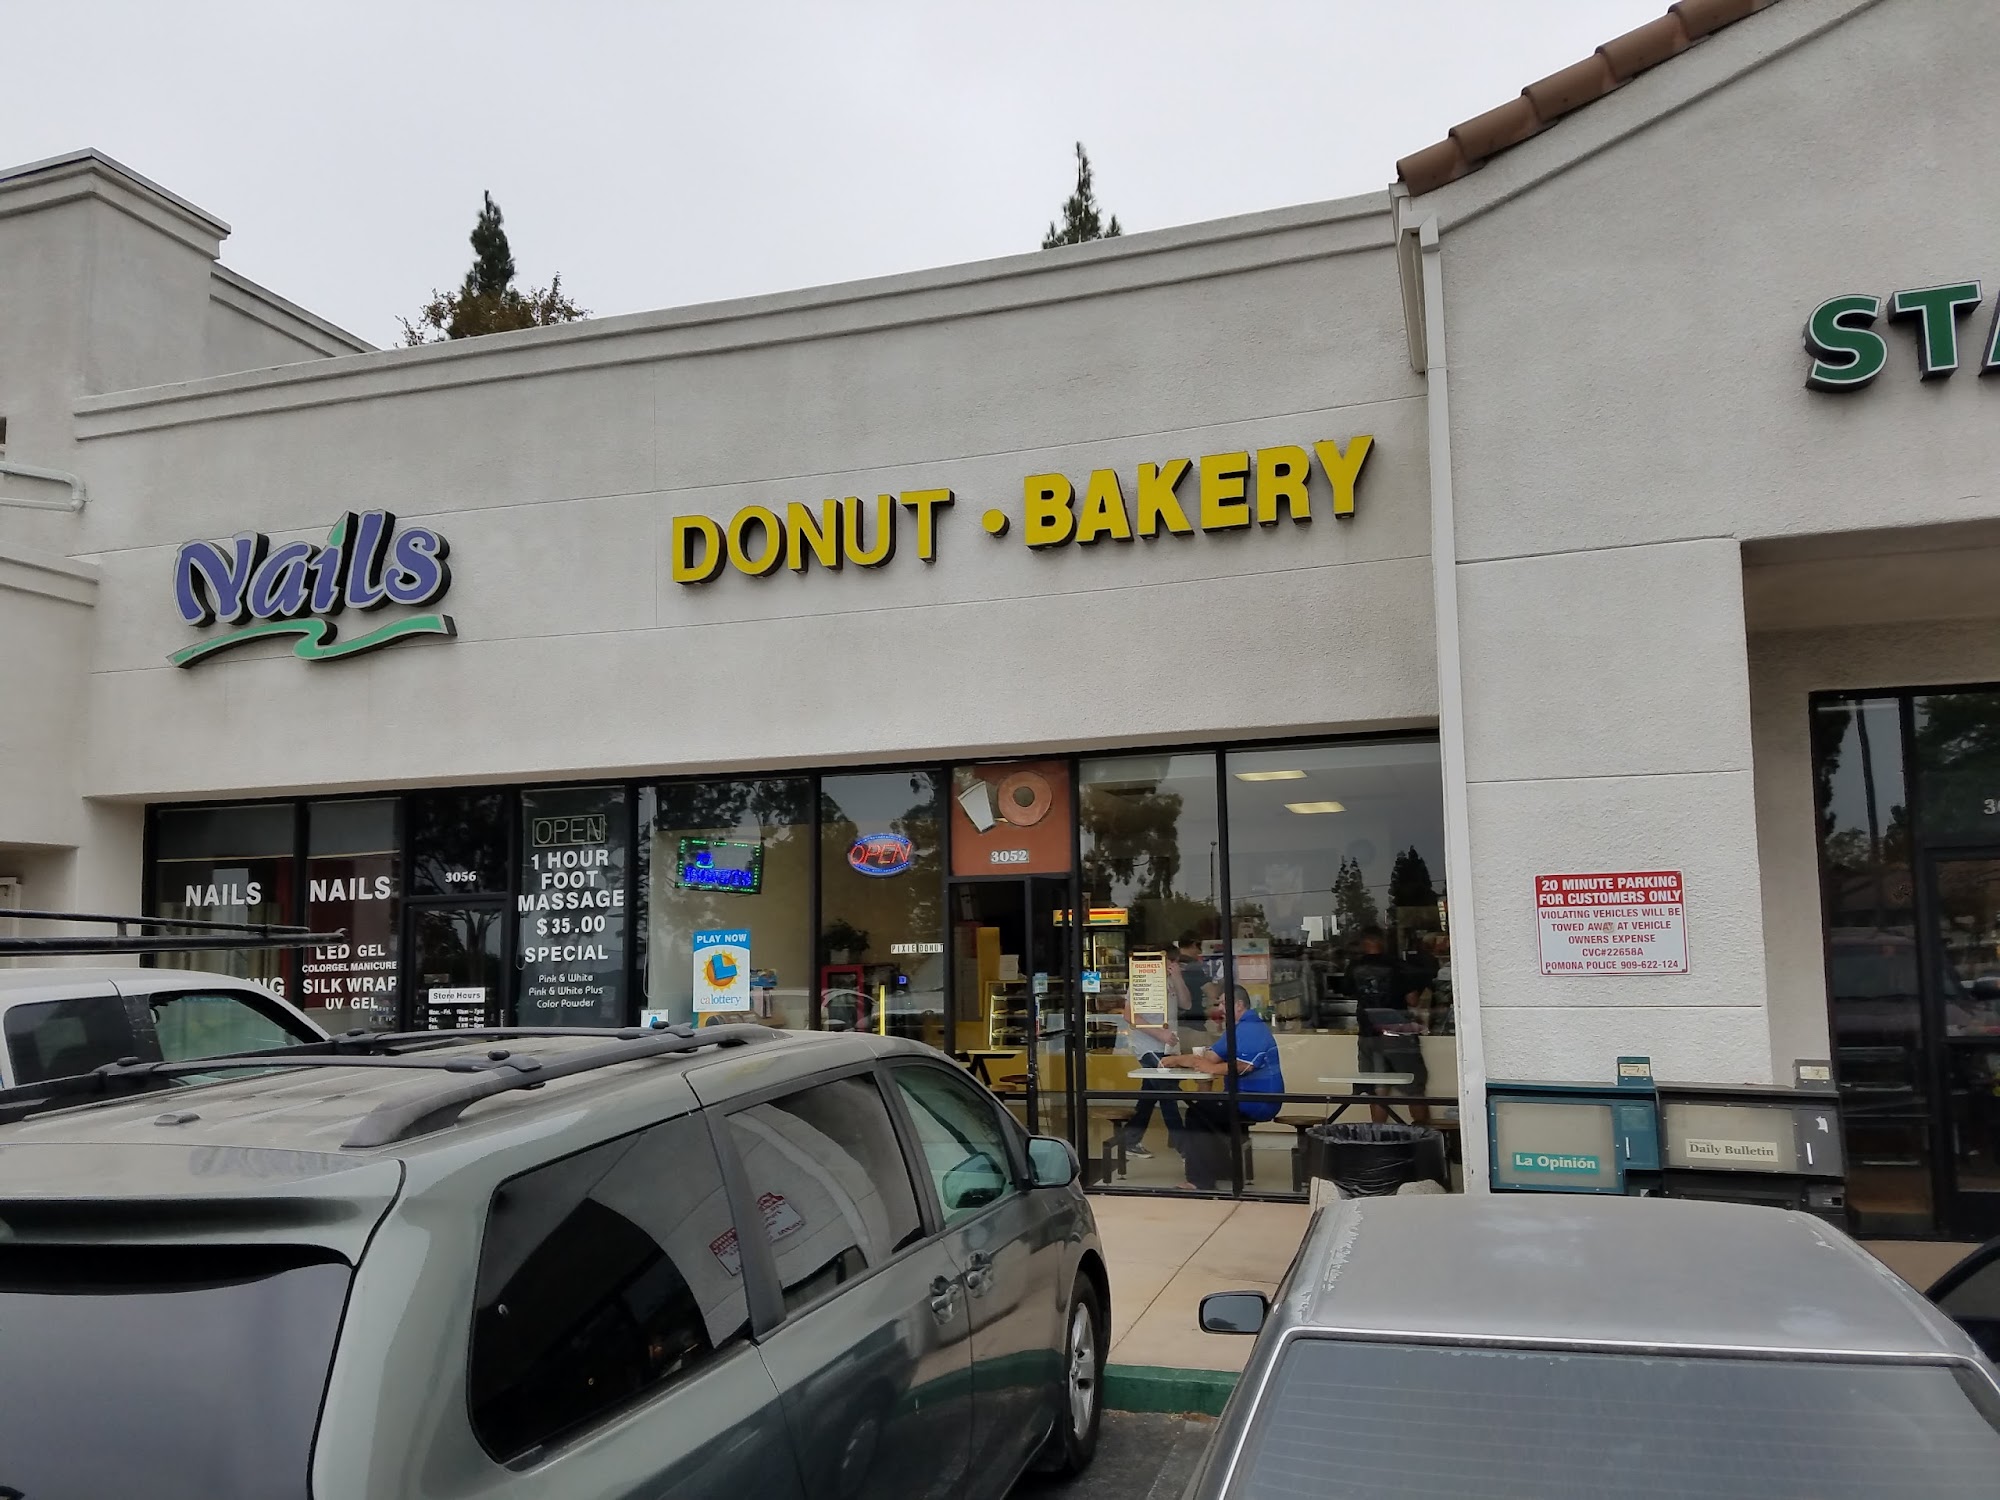 Nails
DONUT • BAKERY
ST
NAILS
NAILS
LED GEL
COLORGEL MANICURE
SILK WRAP
UV GEL
3056
Store Hours
OPEN
1 HOUR
FOOT
MASSAGE
$35.00
SPECIAL
Pink & White
Pink & White Plus
Color Powder
PLAY NOW
calottery
A
OPEN
PIXIE DONUT
3052
BUSINESS
HOURS
20 MINUTE PARKING
FOR CUSTOMERS ONLY
VIOLATING VEHICLES WILL BE
TOWED AWAY AT VEHICLE
OWNERS EXPENSE
CVC#22658A
POMONA POLICE 909-622-124
La Opinión
Daily Bulletin